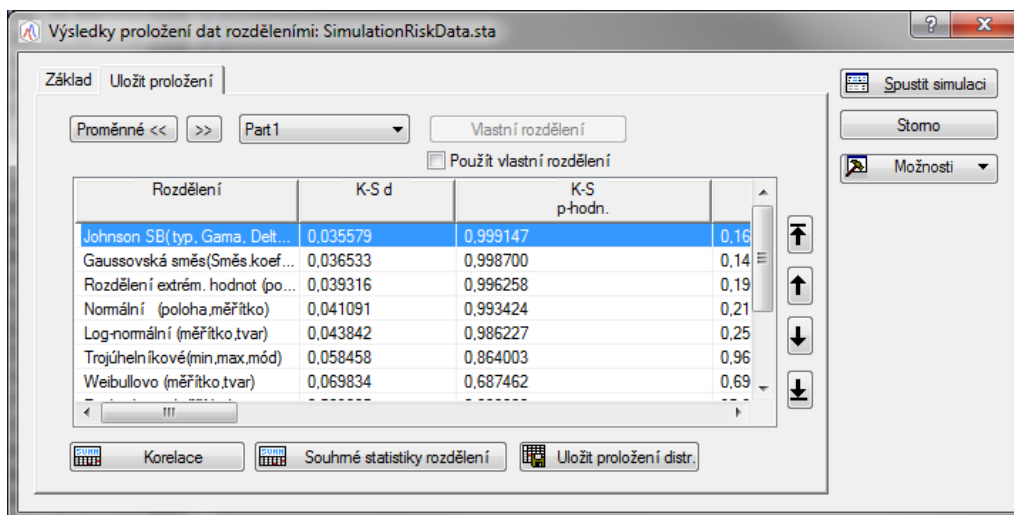 Výsledky proložení dat rozděleními: SimulationRiskData.sta
Základ Uložit proložení
Spustit simulaci
Proměnné << >> Part1 Vlastní rozdělení
Storno
Použít vlastní rozdělení
Možnosti
Rozdělení K-S d K-S
p-hodn.
Johnson SB(typ, Gama, Delt... 0,035579 0,999147 0,16
Gaussovská směs(Směs.koef... 0,036533 0,998700 0,14
Rozdělení extrém. hodnot (po... 0,039316 0,996258 0,19
Normální (poloha,měřítko) 0,041091 0,993424 0,21
Log-normální (měřítko,tvar) 0,043842 0,986227 0,25
Trojúhelníkové(min,max,mód) 0,058458 0,864003 0,96
Weibullovo (měřítko,tvar) 0,069834 0,687462 0,69
Korelace Souhrné statistiky rozdělení Uložit proložení distr.